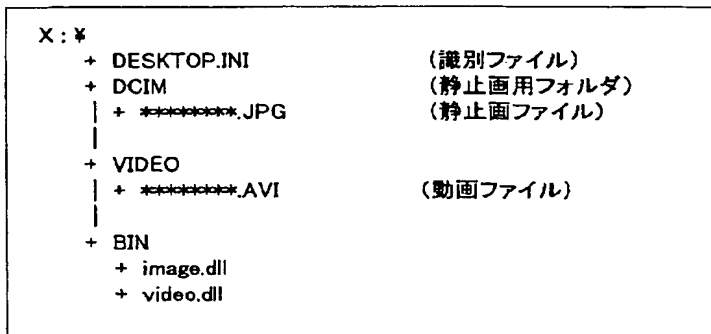 X:¥
+ DESKTOP.INI (識別ファイル)
+ DCIM (静止画用フォルダ)
+ ********.JPG (静止画ファイル)
+ VIDEO
+ ********.AVI (動画ファイル)
+ BIN
+ image.dll
+ video.dll